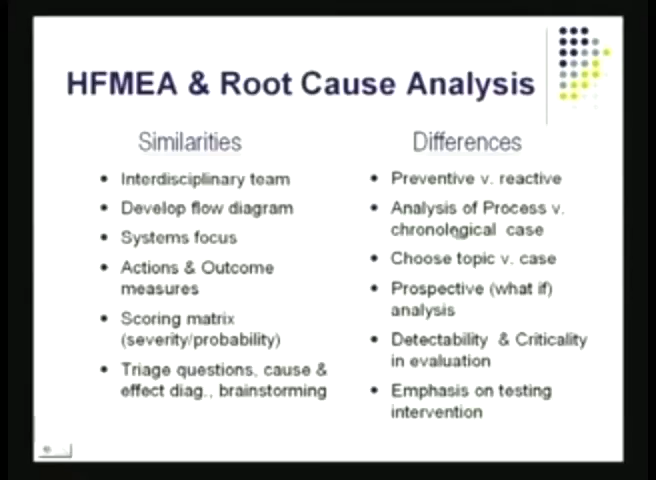 HFMEA & Root Cause Analysis
Similarities
• Interdisciplinary team
• Develop flow diagram
• Systems focus
• Actions & Outcome
measures
• Scoring matrix
(severity/probability)
• Triage questions, cause &
effect diag., brainstorming
Differences
• Preventive v. reactive
• Analysis of Process v.
chronological case
• Choose topic v. case
• Prospective (what if)
analysis
• Detectability & Criticality
in evaluation
• Emphasis on testing
intervention